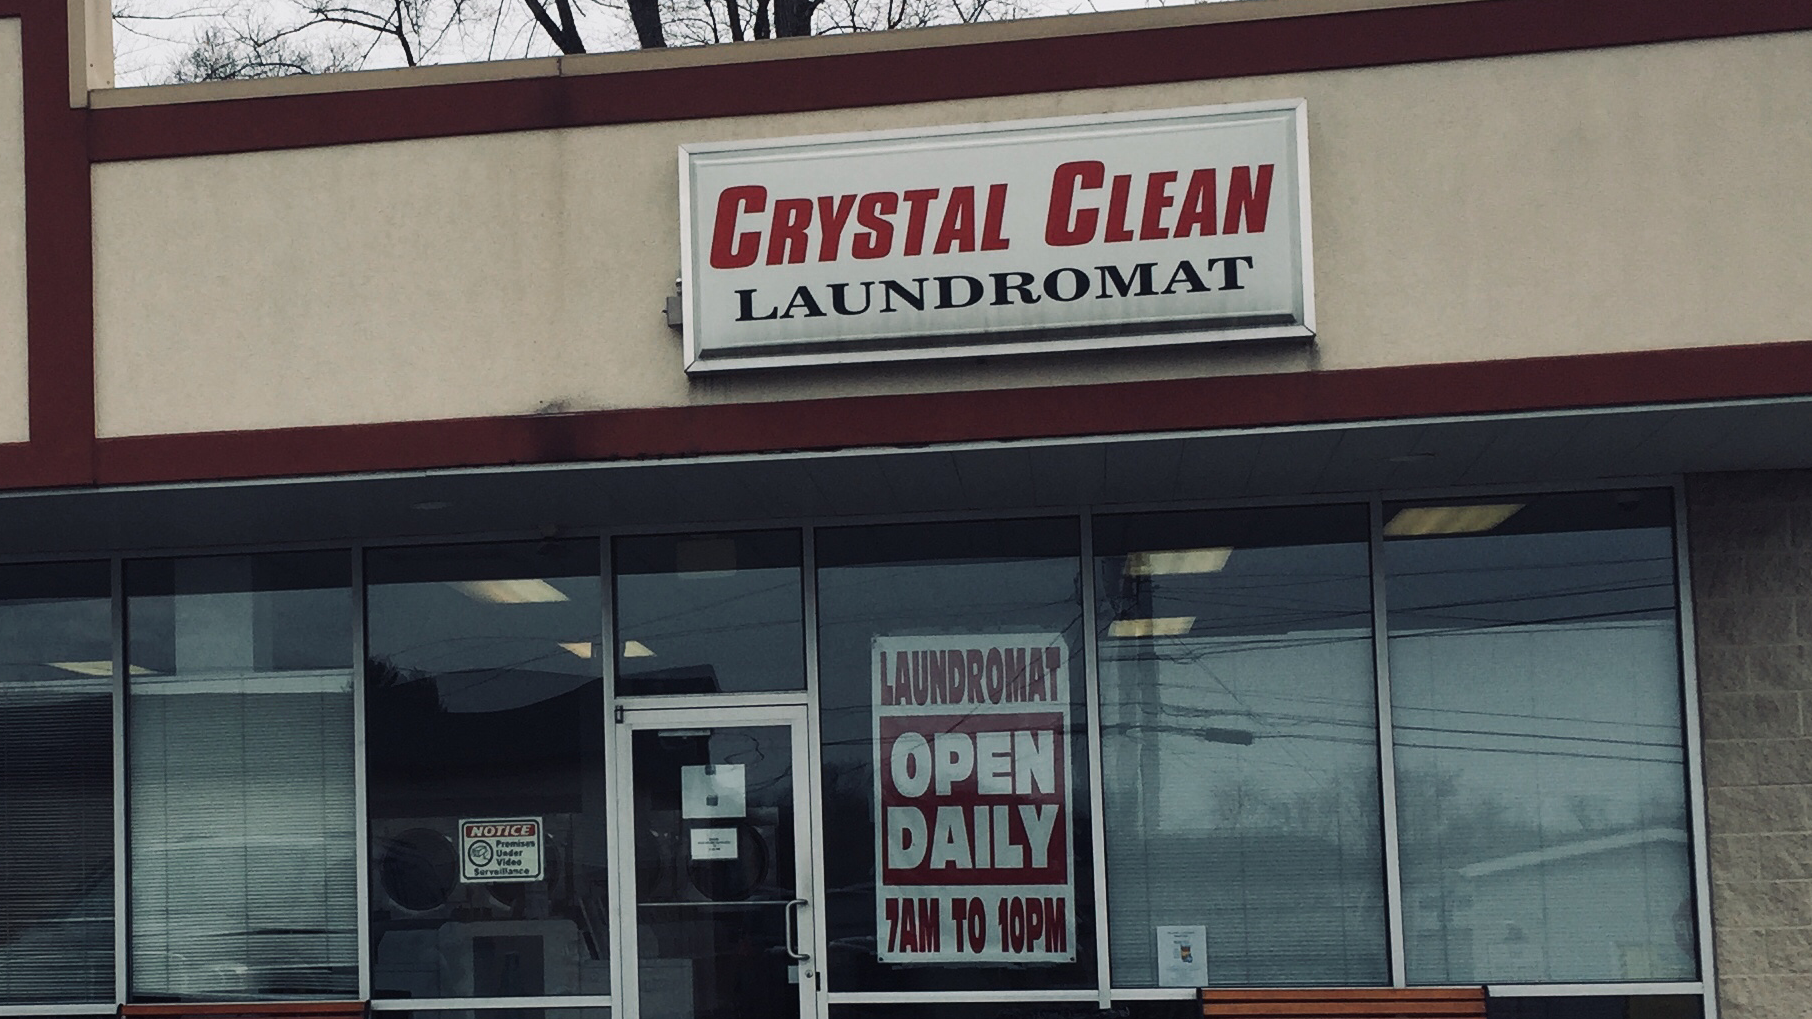 CRYSTAL CLEAN
LAUNDROMAT
LAUNDROMAT
OPEN
DAILY
7AM TO 10PM
NOTICE
Premises
Under
Video
Surveillance